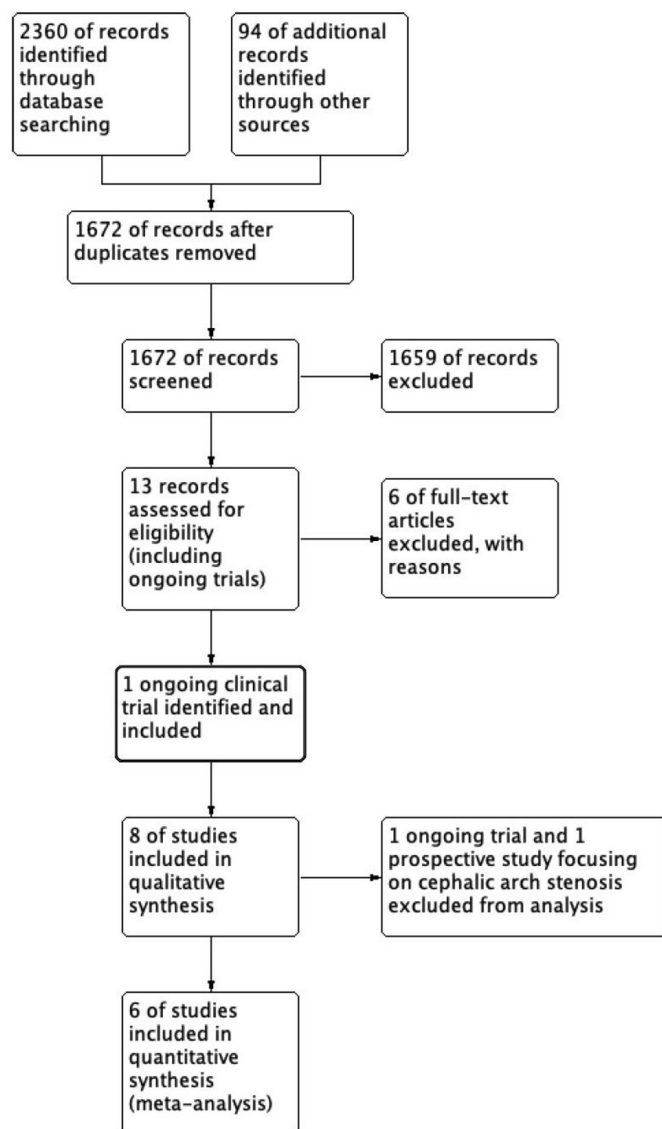 2360 of records
identified
through
database
searching
94 of additional
records
identified
through other
sources
1672 of records after
duplicates removed
1672 of records
screened
1659 of records
excluded
13 records
assessed for
eligibility
(including
ongoing trials)
6 of full-text
articles
excluded, with
reasons
1 ongoing clinical
trial identified and
included
8 of studies
included in
qualitative
synthesis
1 ongoing trial and 1
prospective study focusing
on cephalic arch stenosis
excluded from analysis
6 of studies
included in
quantitative
synthesis
(meta-analysis)